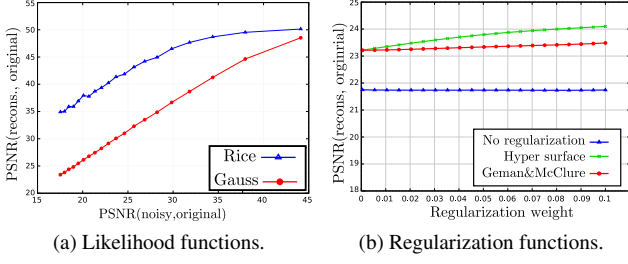 55
50
45
40
35
30
25
20
15 20 25 30 35 40 45
PSNR(recons., original)
PSNR(noisy,original)
Rice
Gauss
(a) Likelihood functions.
25
24
23
22
21
20
19
18
0 0.01 0.02 0.03 0.04 0.05 0.06 0.07 0.08 0.09 0.1
PSNR(recons, orginrial)
Regularization weight
No regularization
Hyper surface
Geman&McClure
(b) Regularization functions.